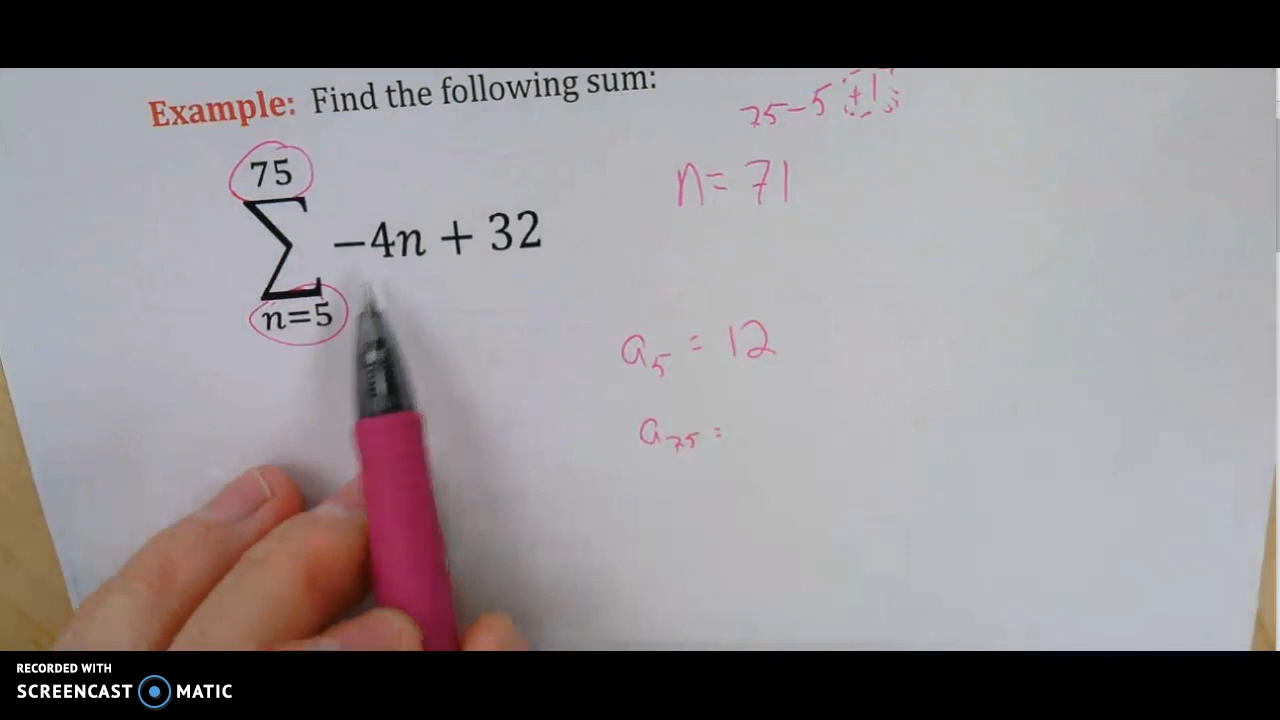 Example: Find the following sum:
75 - 5 + 1
75
∑ -4n + 32
n=5
n = 71
a₅ = 12
a₇₅ =
RECORDED WITH
SCREENCAST MATIC